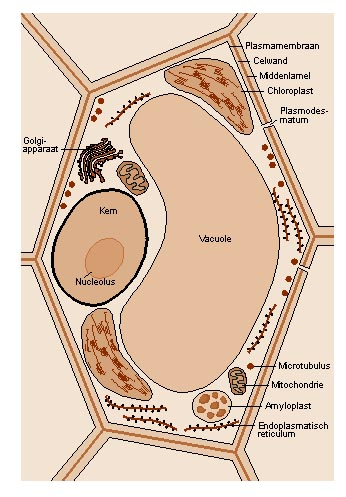 Plasmamembraan
Celwand
Middenlamel
Chloroplast
Plasmodes-
matum
Golgi-
apparaat
Kern
Vacuole
Nucleolus
Microtubulus
Mitochondrie
Amyloplast
Endoplasmatisch
reticulum